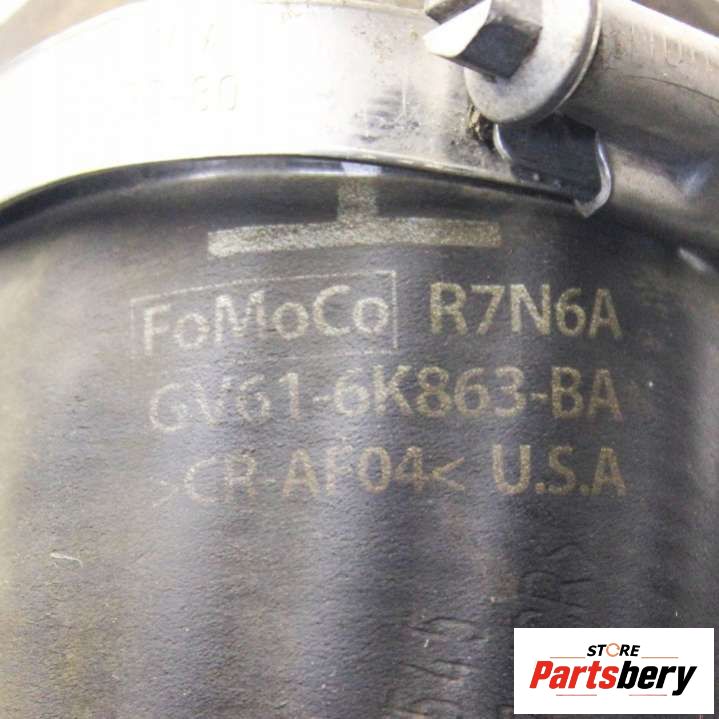 FoMoCo R7N6A
GV61-6K863-BA
>CR-AF04< U.S.A
STORE
Partsbery